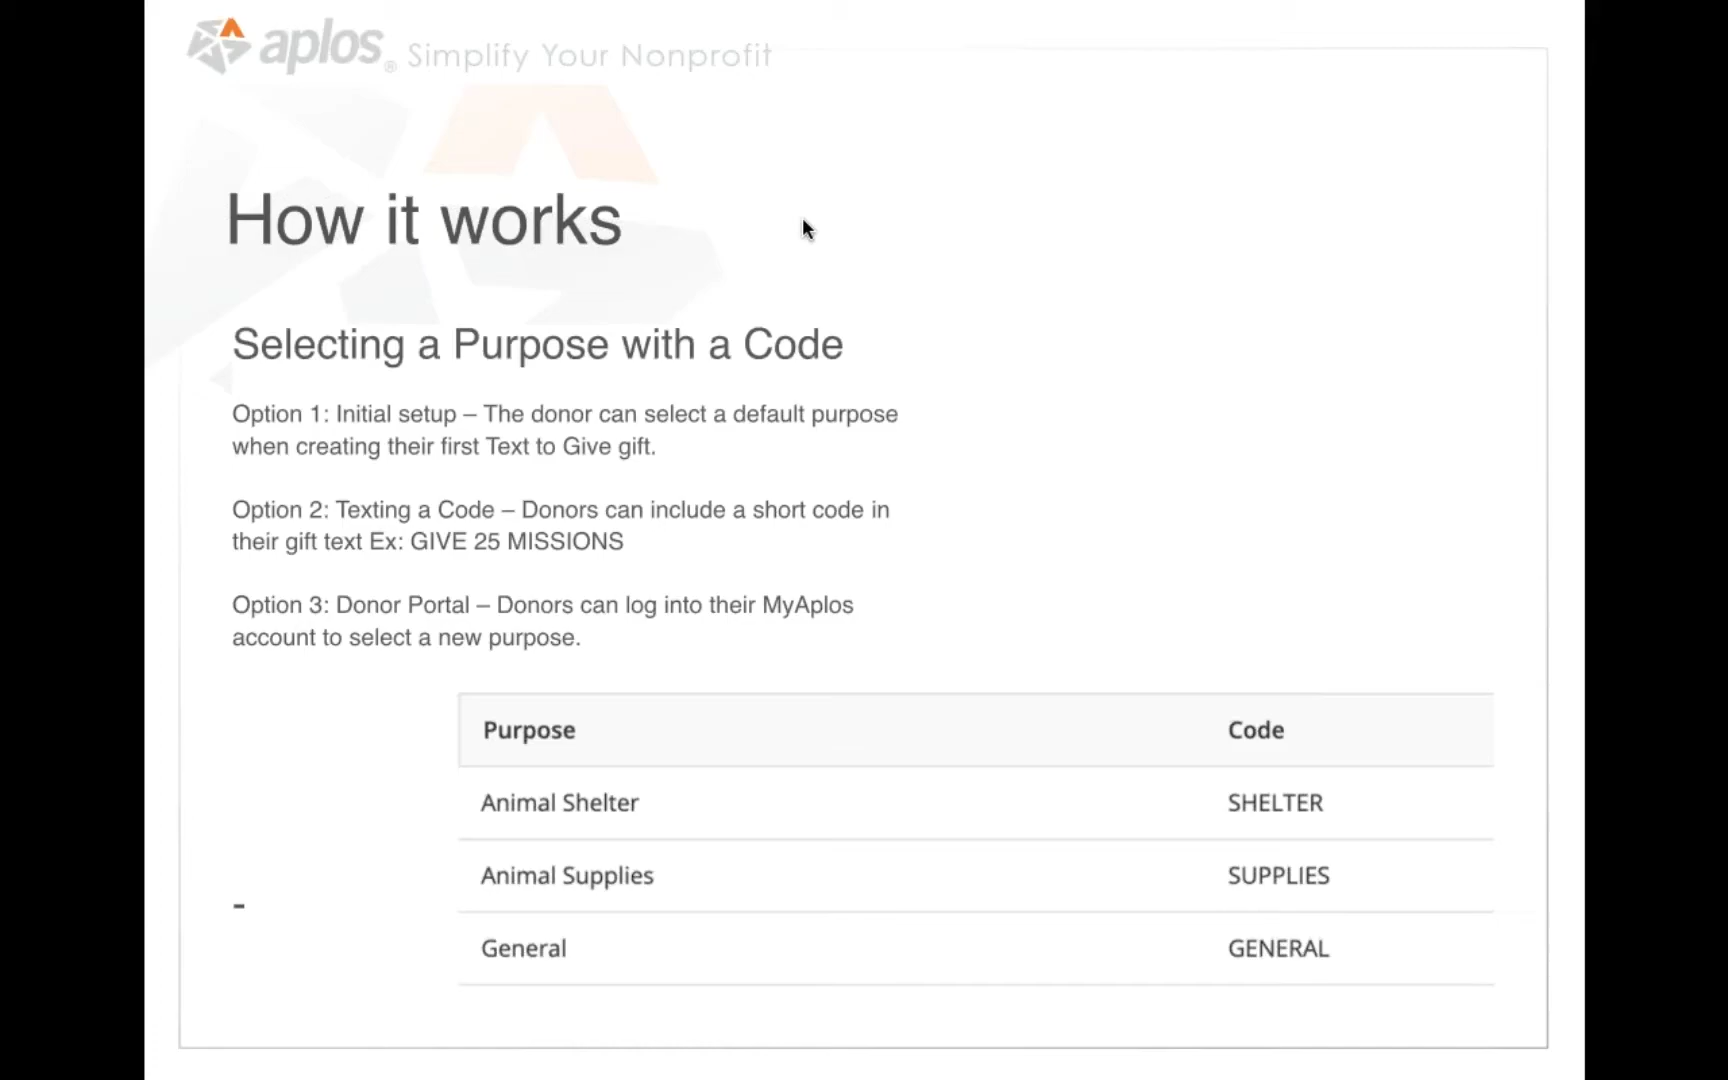 aplos® Simplify Your Nonprofit
How it works
Selecting a Purpose with a Code
Option 1: Initial setup – The donor can select a default purpose
when creating their first Text to Give gift.
Option 2: Texting a Code – Donors can include a short code in
their gift text Ex: GIVE 25 MISSIONS
Option 3: Donor Portal – Donors can log into their MyAplos
account to select a new purpose.
Purpose Code
Animal Shelter SHELTER
Animal Supplies SUPPLIES
-
General GENERAL